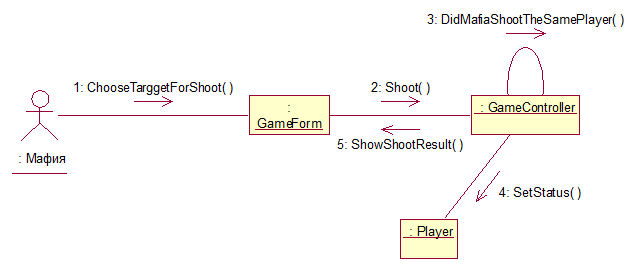 3: DidMafiaShootTheSamePlayer( )
1: ChooseTarggetForShoot( )
2: Shoot( )
:
GameForm
: GameController
5: ShowShootResult( )
: Мафия
4: SetStatus( )
: Player